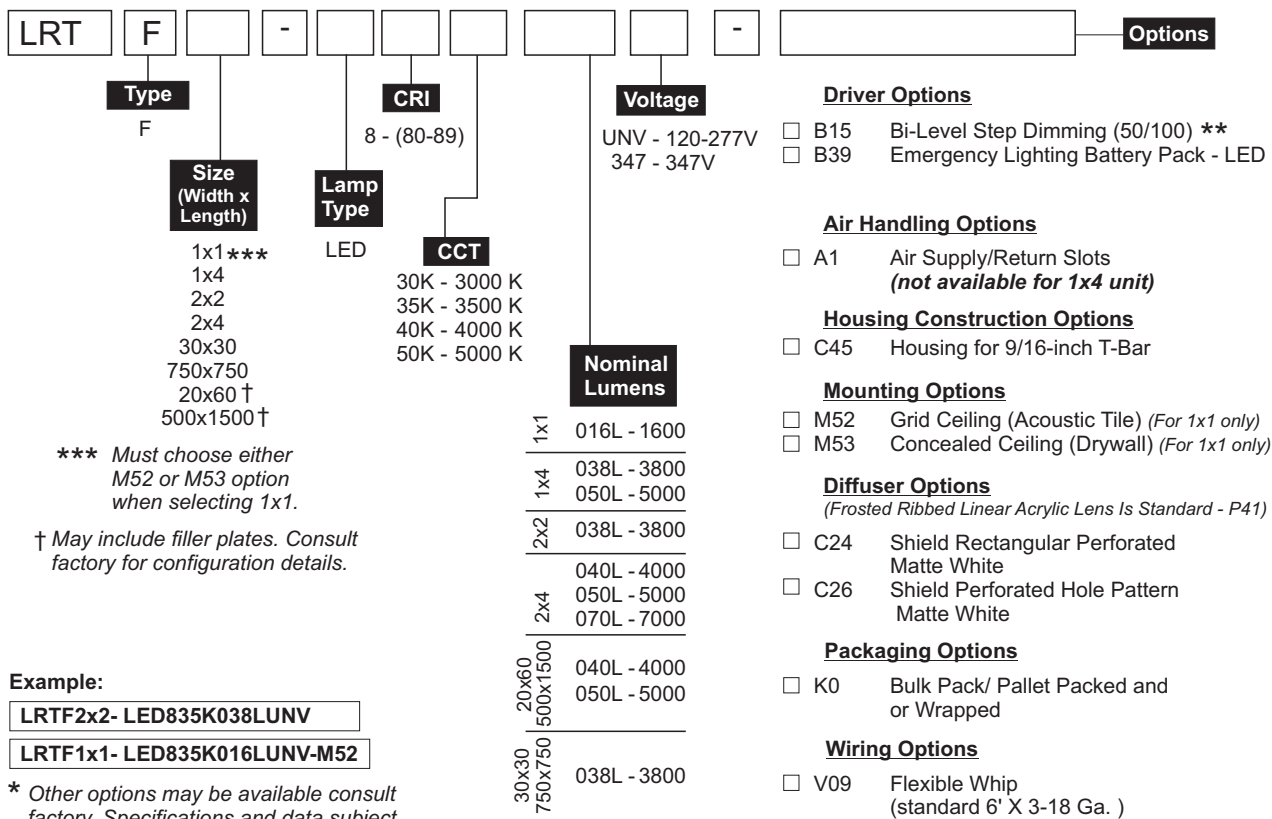 LRT F - - Options
Type
F
Size
(Width x
Length)
1x1***
1x4
2x2
2x4
30x30
750x750
20x60 †
500x1500 †
*** Must choose either
M52 or M53 option
when selecting 1x1.
† May include filler plates. Consult
factory for configuration details.
Lamp
Type
LED
CRI
8 - (80-89)
CCT
30K - 3000 K
35K - 3500 K
40K - 4000 K
50K - 5000 K
Nominal
Lumens
1x1
016L - 1600
1x4
038L - 3800
050L - 5000
2x2
038L - 3800
2x4
040L - 4000
050L - 5000
070L - 7000
20x60
500x1500
040L - 4000
050L - 5000
30x30
750x750
038L - 3800
Voltage
UNV - 120-277V
347 - 347V
Driver Options
B15 Bi-Level Step Dimming (50/100) **
B39 Emergency Lighting Battery Pack - LED
Air Handling Options
A1 Air Supply/Return Slots
(not available for 1x4 unit)
Housing Construction Options
C45 Housing for 9/16-inch T-Bar
Mounting Options
M52 Grid Ceiling (Acoustic Tile) (For 1x1 only)
M53 Concealed Ceiling (Drywall) (For 1x1 only)
Diffuser Options
(Frosted Ribbed Linear Acrylic Lens Is Standard - P41)
C24 Shield Rectangular Perforated
Matte White
C26 Shield Perforated Hole Pattern
Matte White
Packaging Options
K0 Bulk Pack/ Pallet Packed and
or Wrapped
Wiring Options
V09 Flexible Whip
(standard 6' X 3-18 Ga. )
Example:
LRTF2x2- LED835K038LUNV
LRTF1x1- LED835K016LUNV-M52
* Other options may be available consult
factory. Specifications and data subject